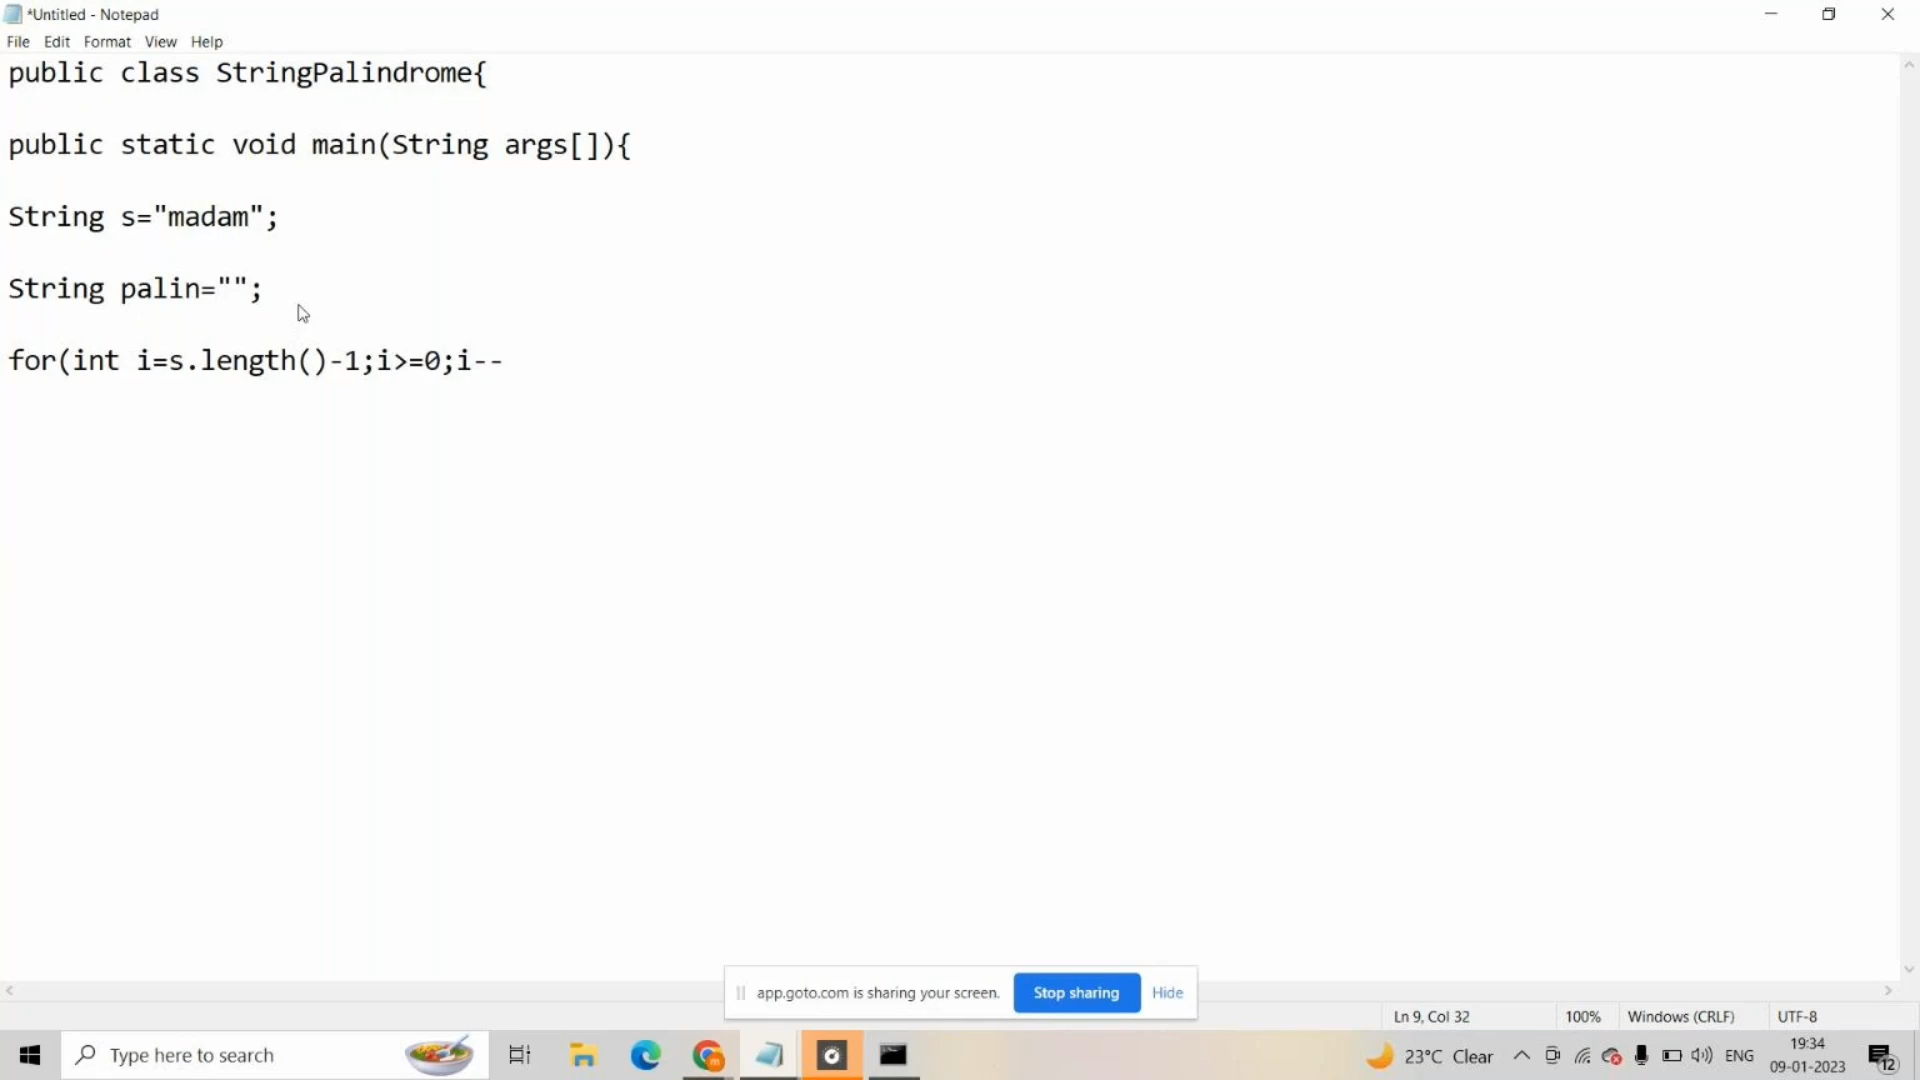 *Untitled - Notepad
File Edit Format View Help
public class StringPalindrome{
public static void main(String args[]){
String s="madam";
String palin="";
for(int i=s.length()-1;i>=0;i--
app.goto.com is sharing your screen. Stop sharing Hide
Ln 9, Col 32 100% Windows (CRLF) UTF-8
Type here to search 23°C Clear ENG 19:34
09-01-2023 12